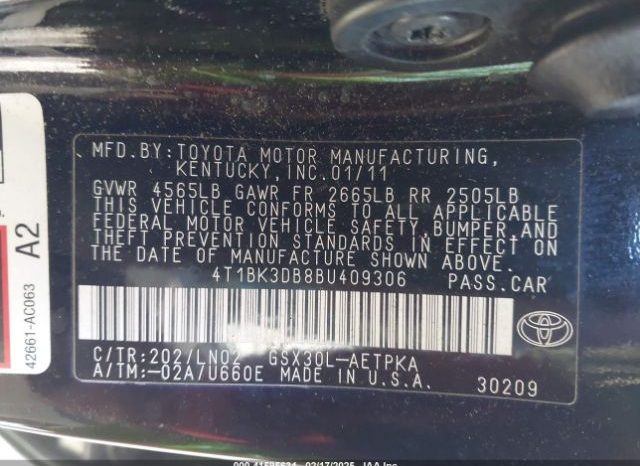 MFD.BY:TOYOTA MOTOR MANUFACTURING,
KENTUCKY,INC.01/11
GVWR 4565LB GAWR FR 2665LB RR 2505LB
THIS VEHICLE CONFORMS TO ALL APPLICABLE
FEDERAL MOTOR VEHICLE SAFETY,BUMPER,AND
THEFT PREVENTION STANDARDS IN EFFECT ON
THE DATE OF MANUFACTURE SHOWN ABOVE.
4T1BK3DB8BU409306 PASS.CAR
C/TR:202/LN02 GSX30L-AETPKA
A/TM:-02A/U660E MADE IN U.S.A. 30209
A2
42661-AC063